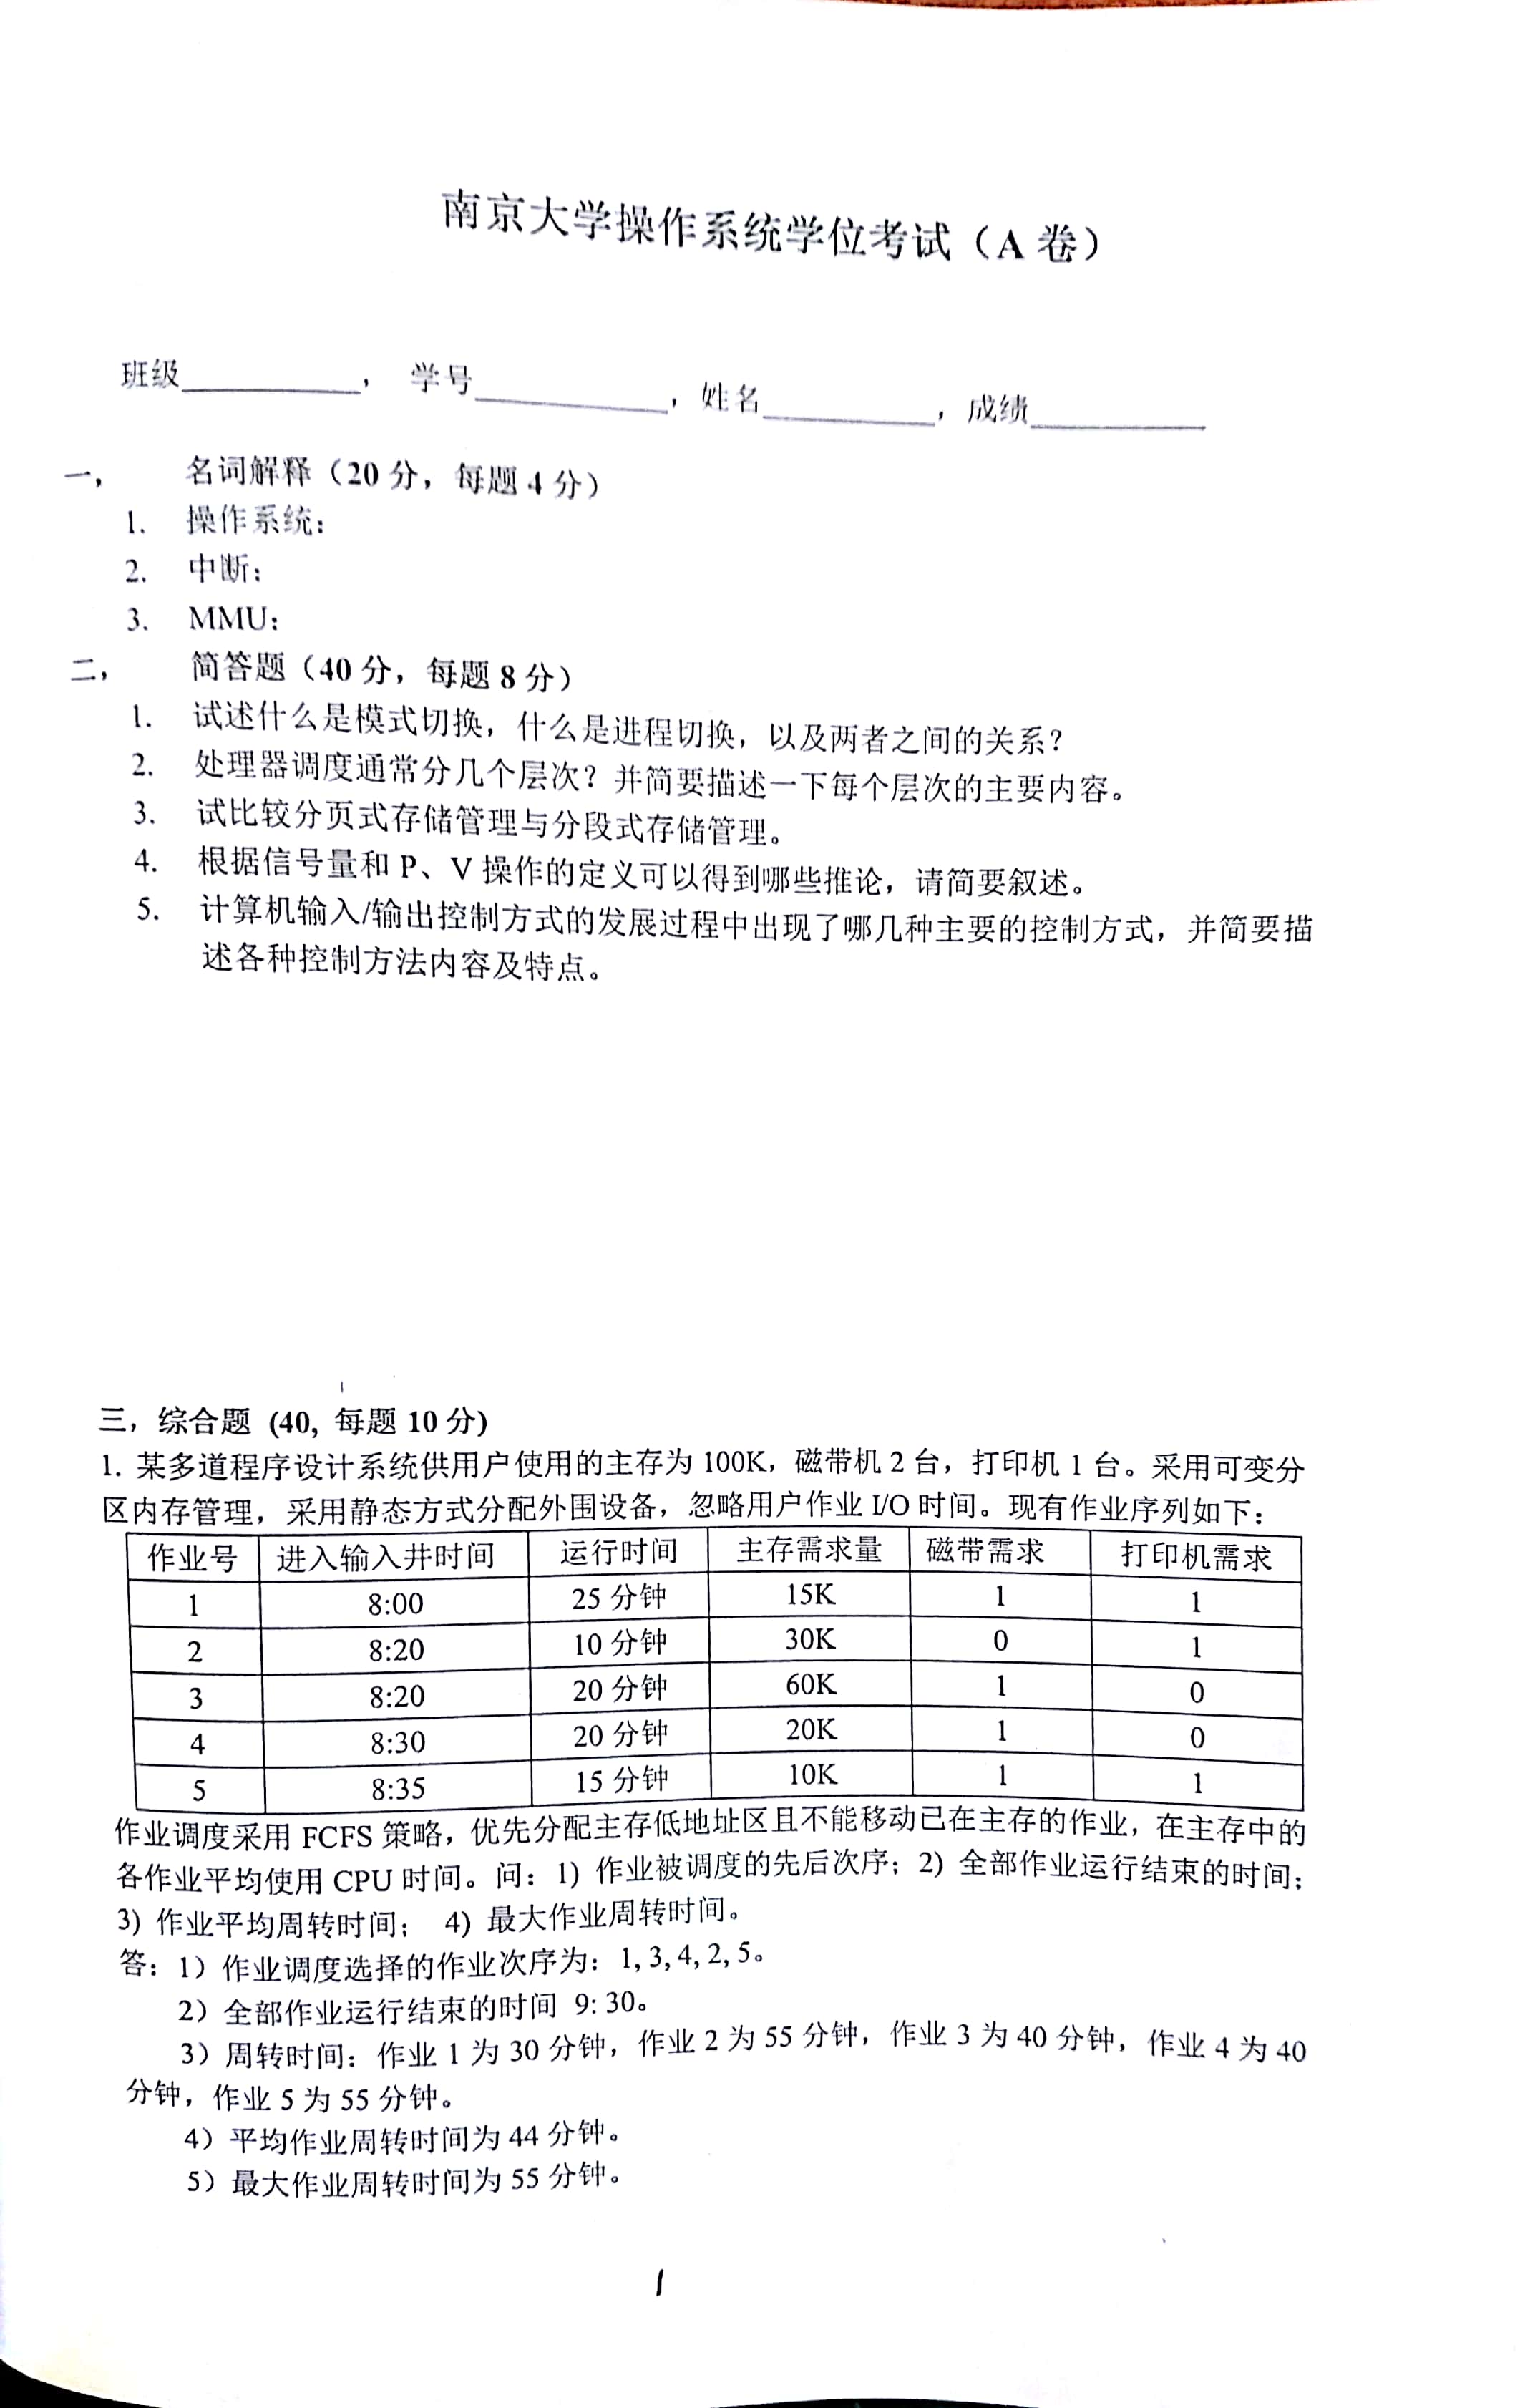 南京大学操作系统学位考试（A 卷）
班级____________， 学号____________，姓名____________，成绩____________
一， 名词解释（20 分，每题 4 分）
1. 操作系统：
2. 中断：
3. MMU：
二， 简答题（40 分，每题 8 分）
1. 试述什么是模式切换，什么是进程切换，以及两者之间的关系？
2. 处理器调度通常分几个层次？并简要描述一下每个层次的主要内容。
3. 试比较分页式存储管理与分段式存储管理。
4. 根据信号量和 P、V 操作的定义可以得到哪些推论，请简要叙述。
5. 计算机输入/输出控制方式的发展过程中出现了哪几种主要的控制方式，并简要描
述各种控制方法内容及特点。
三，综合题 (40, 每题 10 分)
1. 某多道程序设计系统供用户使用的主存为 100K，磁带机 2 台，打印机 1 台。采用可变分
区内存管理，采用静态方式分配外围设备，忽略用户作业 I/O 时间。现有作业序列如下：
作业号 进入输入井时间 运行时间 主存需求量 磁带需求 打印机需求
1 8:00 25 分钟 15K 1 1
2 8:20 10 分钟 30K 0 1
3 8:20 20 分钟 60K 1 0
4 8:30 20 分钟 20K 1 0
5 8:35 15 分钟 10K 1 1
作业调度采用 FCFS 策略，优先分配主存低地址区且不能移动已在主存的作业，在主存中的
各作业平均使用 CPU 时间。问：1) 作业被调度的先后次序；2) 全部作业运行结束的时间；
3) 作业平均周转时间； 4) 最大作业周转时间。
答：1）作业调度选择的作业次序为：1, 3, 4, 2, 5。
2）全部作业运行结束的时间 9: 30。
3）周转时间：作业 1 为 30 分钟，作业 2 为 55 分钟，作业 3 为 40 分钟，作业 4 为 40
分钟，作业 5 为 55 分钟。
4）平均作业周转时间为 44 分钟。
5）最大作业周转时间为 55 分钟。
1